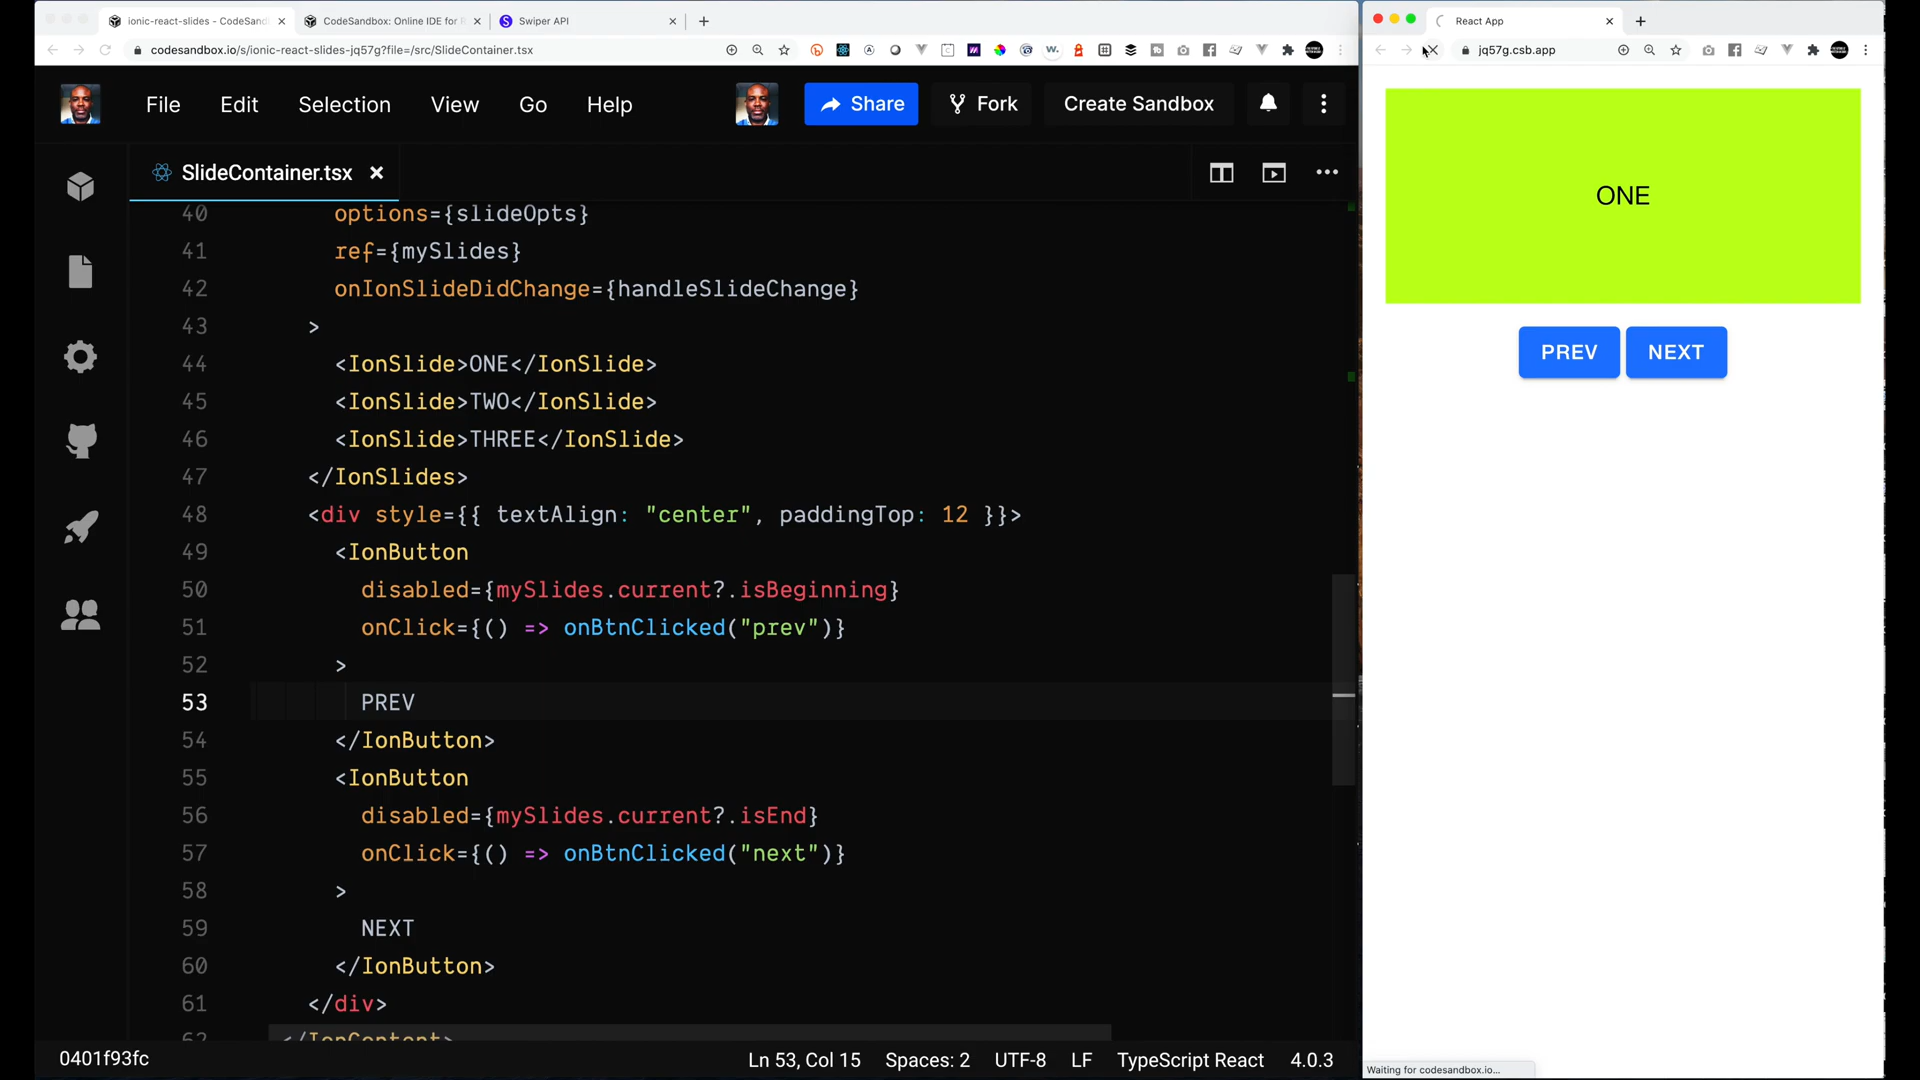 ionic-react-slides - CodeSand
CodeSandbox: Online IDE for R
Swiper API
codesandbox.io/s/ionic-react-slides-jq57g?file=/src/SlideContainer.tsx
File Edit Selection View Go Help
Share
Fork
Create Sandbox
SlideContainer.tsx
40 options={slideOpts}
41 ref={mySlides}
42 onIonSlideDidChange={handleSlideChange}
43 >
44 <IonSlide>ONE</IonSlide>
45 <IonSlide>TWO</IonSlide>
46 <IonSlide>THREE</IonSlide>
47 </IonSlides>
48 <div style={{ textAlign: "center", paddingTop: 12 }}>
49 <IonButton
50 disabled={mySlides.current?.isBeginning}
51 onClick={() => onBtnClicked("prev")}
52 >
53 PREV
54 </IonButton>
55 <IonButton
56 disabled={mySlides.current?.isEnd}
57 onClick={() => onBtnClicked("next")}
58 >
59 NEXT
60 </IonButton>
61 </div>
62 </IonContent>
0401f93fc
Ln 53, Col 15 Spaces: 2 UTF-8 LF TypeScript React 4.0.3
React App
jq57g.csb.app
ONE
PREV NEXT
Waiting for codesandbox.io...